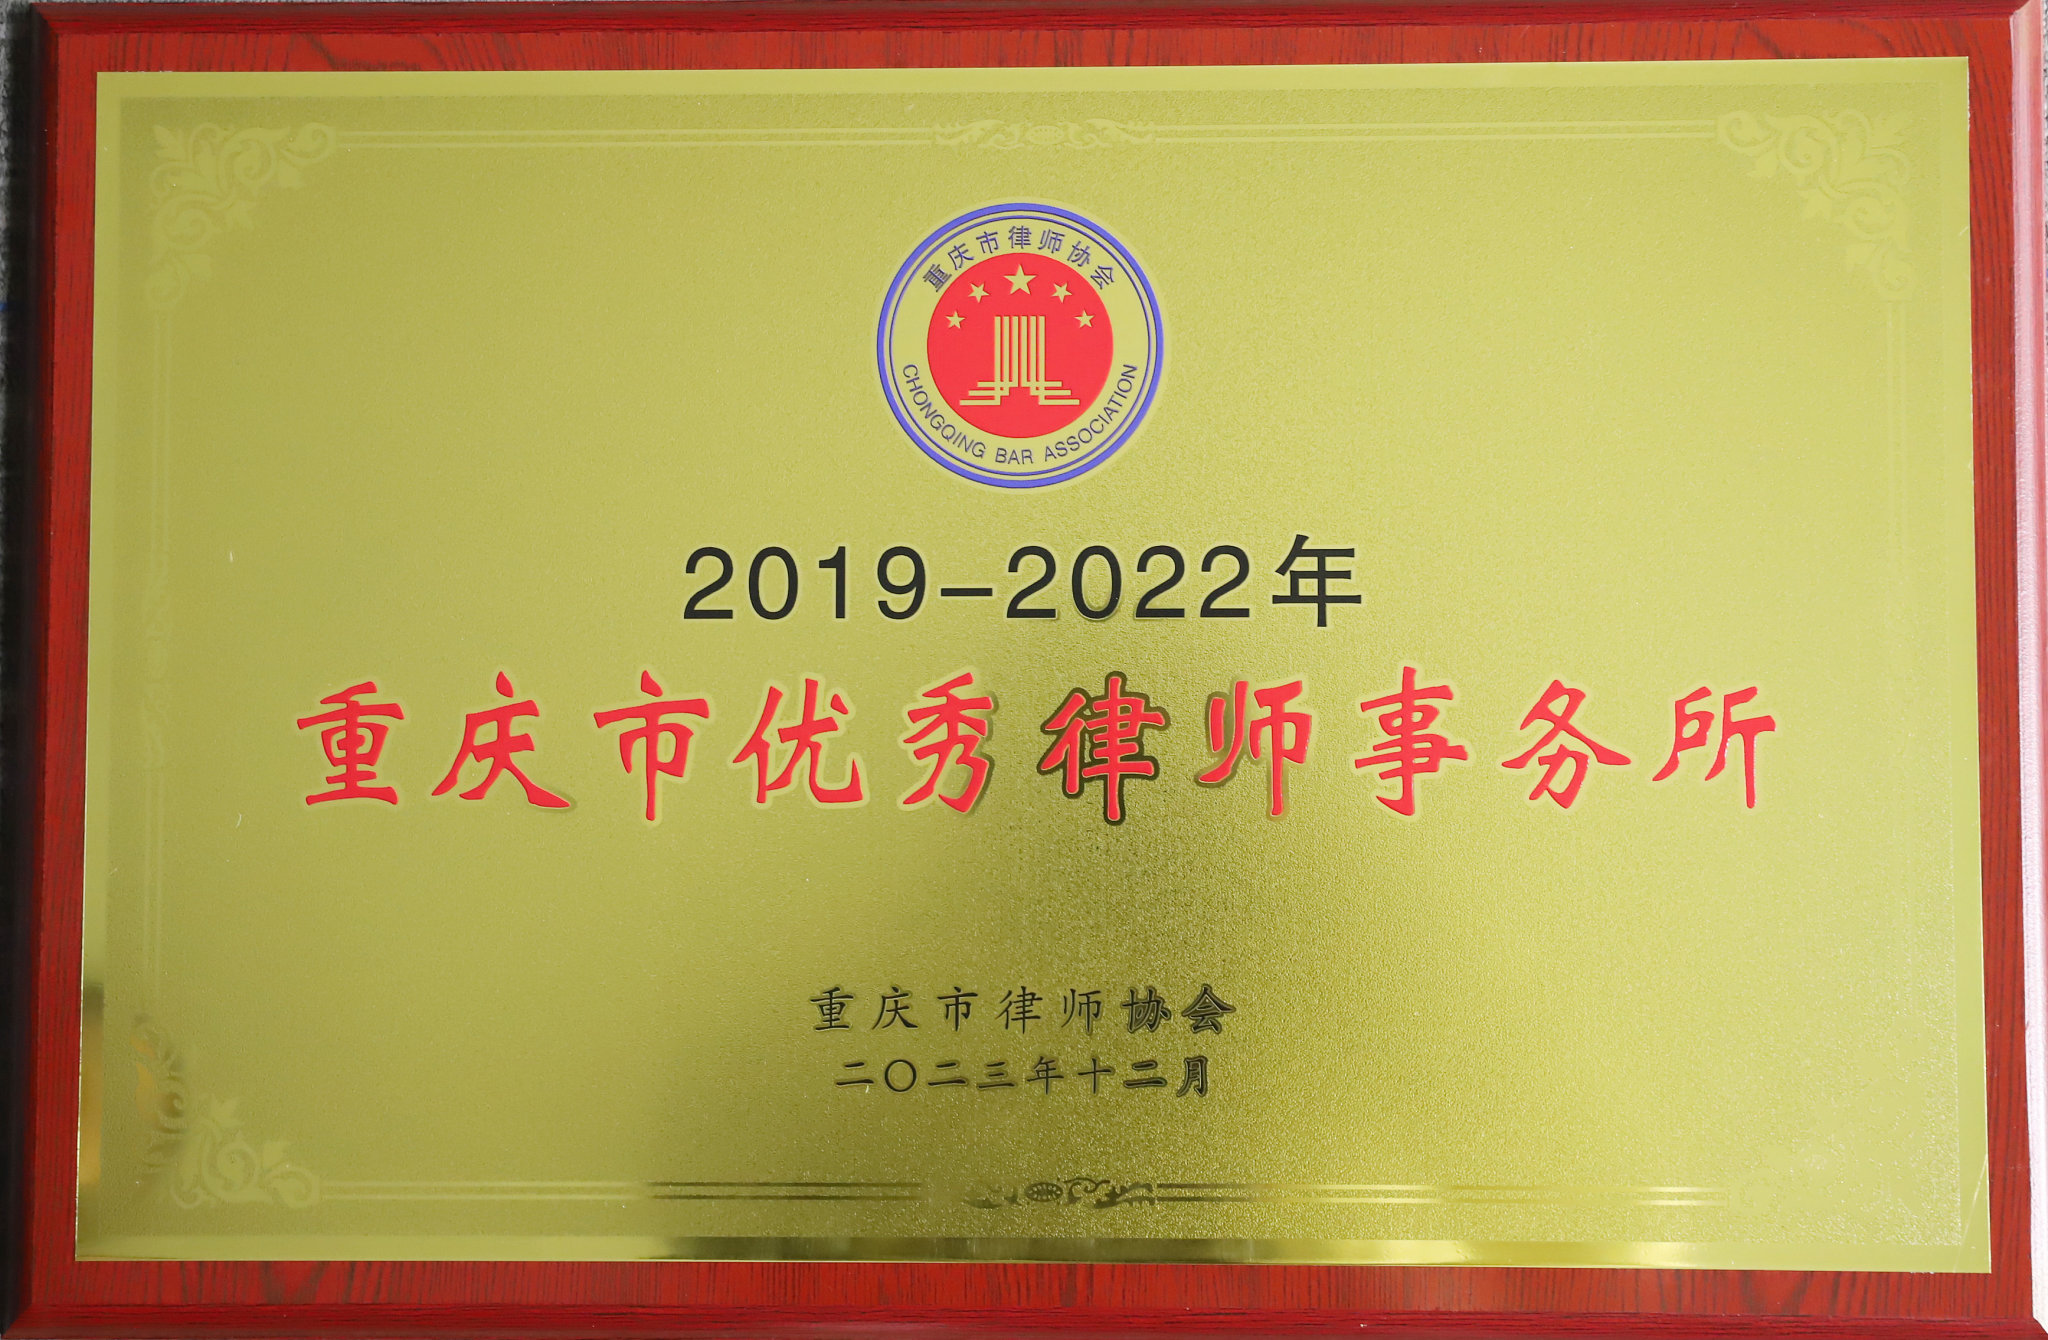 重庆市律师协会
CHONGQING BAR ASSOCIATION
2019-2022年
重庆市优秀律师事务所
重庆市律师协会
二〇二三年十二月